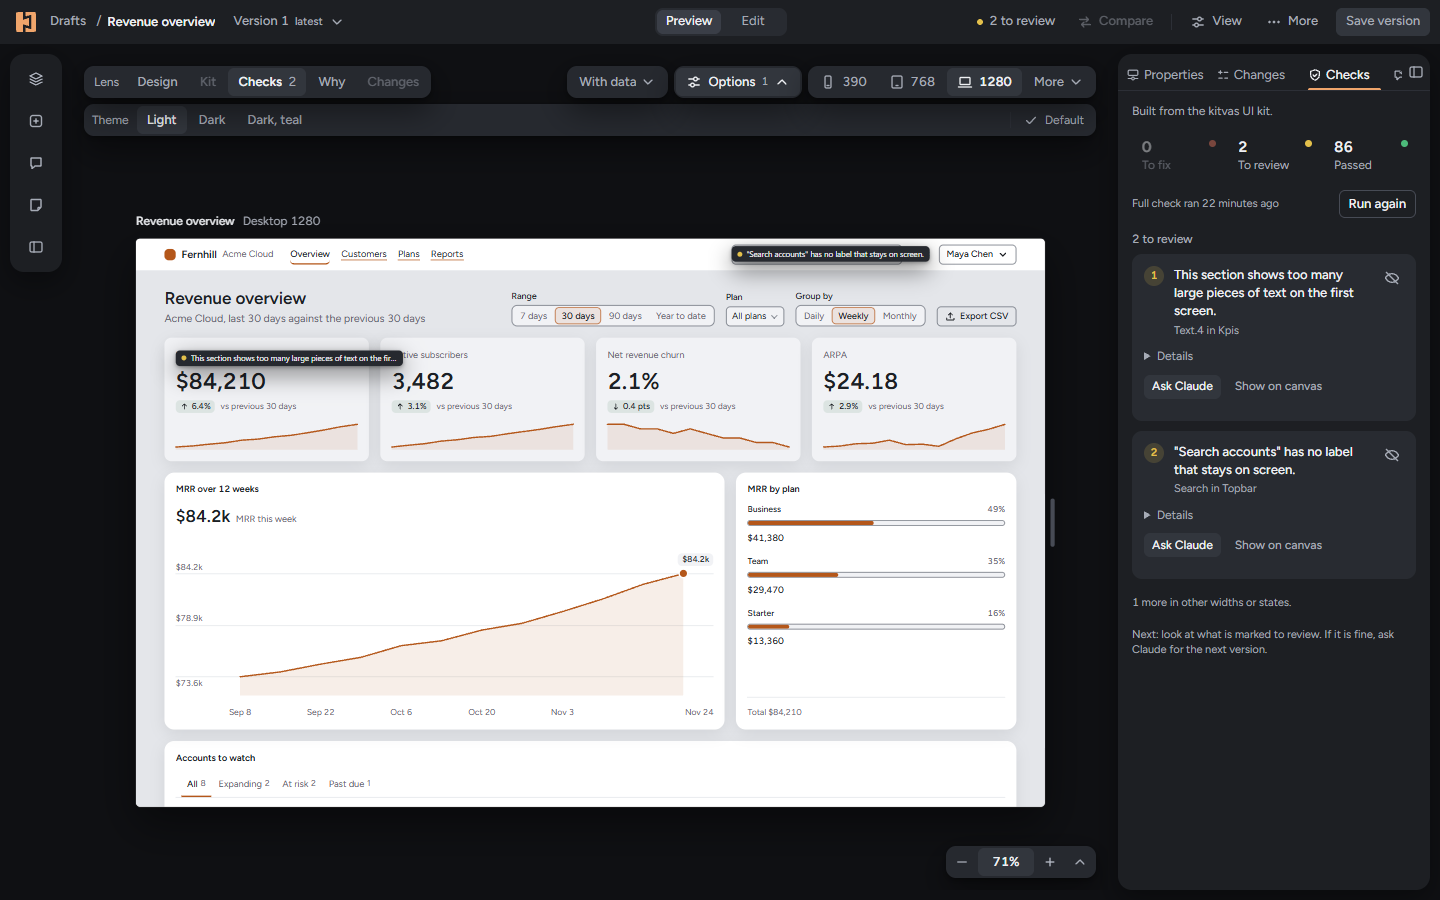 Drafts / Revenue overview Version 1 latest
Preview Edit
2 to review Compare View More Save version
Lens Design Kit Checks 2 Why Changes
With data Options 1 390 768 1280 More
Theme Light Dark Dark, teal Default
Revenue overview Desktop 1280
Fernhill Acme Cloud Overview Customers Plans Reports
"Search accounts" has no label that stays on screen.
Maya Chen
Revenue overview
Acme Cloud, last 30 days against the previous 30 days
Range
7 days 30 days 90 days Year to date
Plan
All plans
Group by
Daily Weekly Monthly
Export CSV
This section shows too many large pieces of text on the fir...
$84,210
6.4% vs previous 30 days
tive subscribers
3,482
3.1% vs previous 30 days
Net revenue churn
2.1%
0.4 pts vs previous 30 days
ARPA
$24.18
2.9% vs previous 30 days
MRR over 12 weeks
$84.2k MRR this week
$84.2k
$84.2k
$78.9k
$73.6k
Sep 8 Sep 22 Oct 6 Oct 20 Nov 3 Nov 24
MRR by plan
Business 49%
$41,380
Team 35%
$29,470
Starter 16%
$13,360
Total $84,210
Accounts to watch
All 8 Expanding 2 At risk 2 Past due 1
71%
Properties Changes Checks
Built from the kitvas UI kit.
0 2 86
To fix To review Passed
Full check ran 22 minutes ago Run again
2 to review
1 This section shows too many
large pieces of text on the first
screen.
Text.4 in Kpis
Details
Ask Claude Show on canvas
2 "Search accounts" has no label
that stays on screen.
Search in Topbar
Details
Ask Claude Show on canvas
1 more in other widths or states.
Next: look at what is marked to review. If it is fine, ask
Claude for the next version.